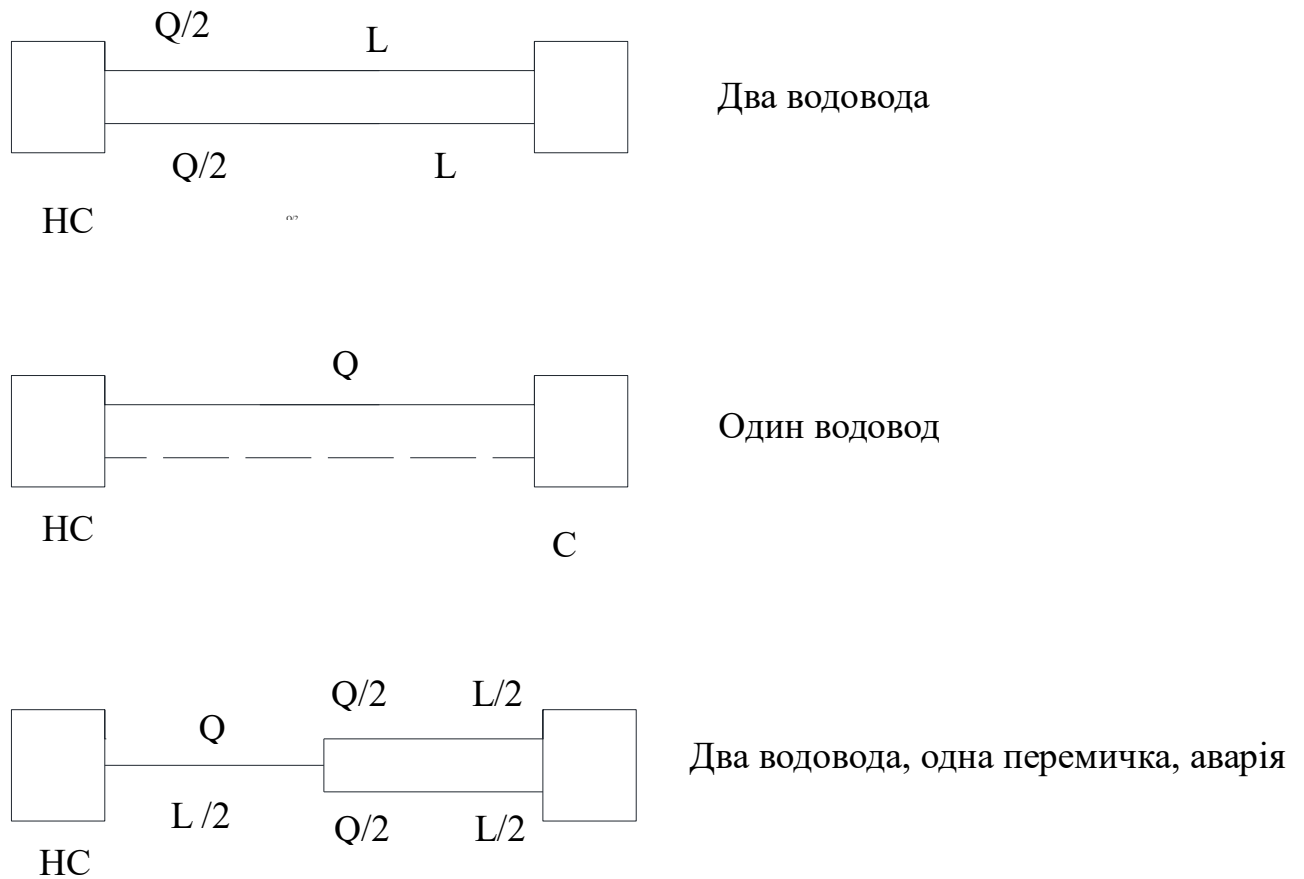 Q/2
L
Два водовода
Q/2
L
НС
Q
Один водовод
НС
С
Q/2
L/2
Q
Два водовода, одна перемичка, аварія
L /2
Q/2
L/2
НС